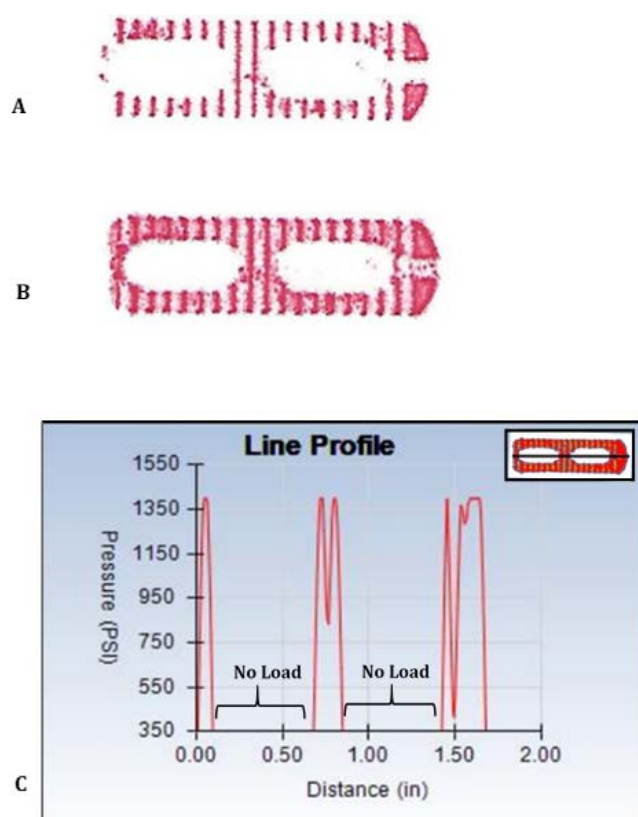 A
B
Line Profile
1550
1350
1150
950
750
550
350
Pressure (PSI)
No Load
No Load
0.00
0.50
1.00
1.50
2.00
Distance (in)
C